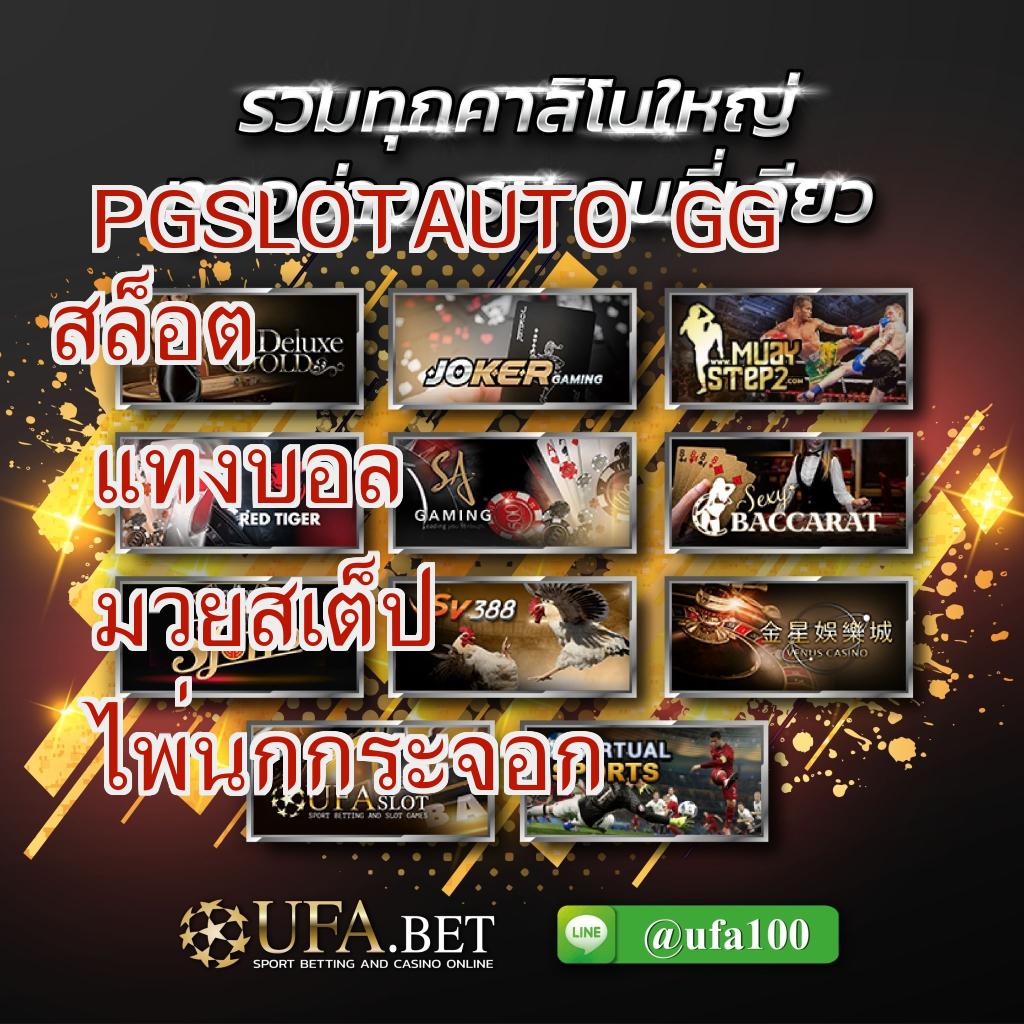 รวมทุกคาสิโนใหญ่
PGSLOTAUTO GG
สล็อต
Deluxe
JOKER GAMING
MUAY STEP2.COM
แทงบอล
RED TIGER
SA
GAMING
Sexy
BACCARAT
มวยสเต็ป
SV388
金星娛樂城
VENUS CASINO
ไพ่นกกระจอก
UFASLOT
SPORT BETTING AND SLOT GAMES
UFA.BET
SPORT BETTING AND CASINO ONLINE
LINE
@ufa100